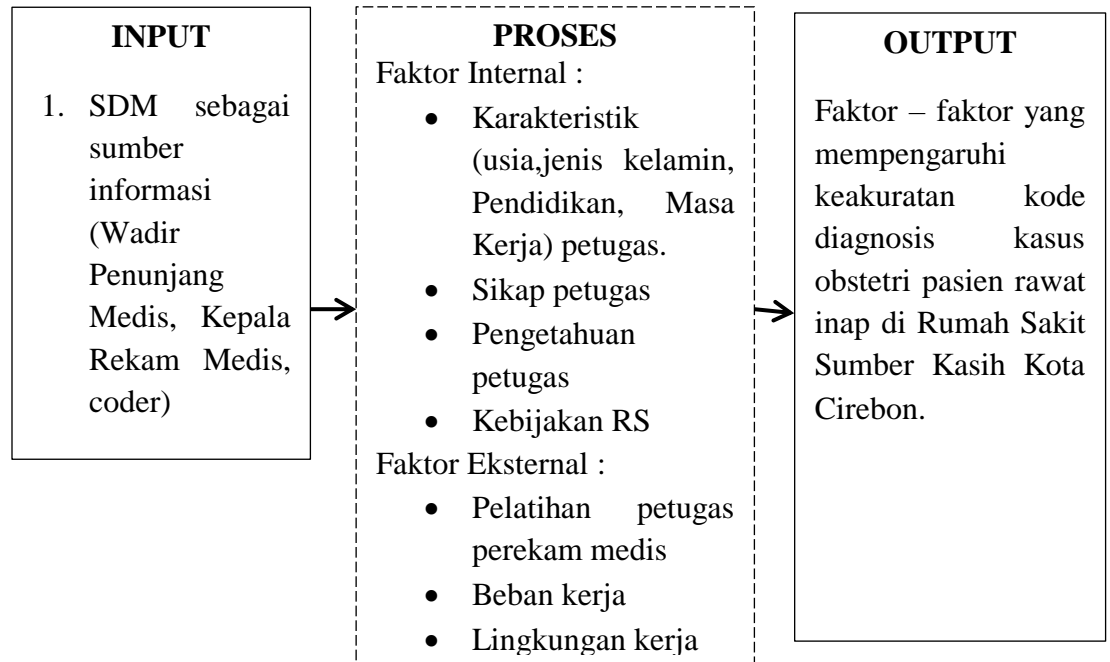 INPUT
1. SDM sebagai
sumber
informasi
(Wadir
Penunjang
Medis, Kepala
Rekam Medis,
coder)
PROSES
Faktor Internal :
• Karakteristik
(usia,jenis kelamin,
Pendidikan, Masa
Kerja) petugas.
• Sikap petugas
• Pengetahuan
petugas
• Kebijakan RS
Faktor Eksternal :
• Pelatihan petugas
perekam medis
• Beban kerja
• Lingkungan kerja
OUTPUT
Faktor – faktor yang
mempengaruhi
keakuratan kode
diagnosis kasus
obstetri pasien rawat
inap di Rumah Sakit
Sumber Kasih Kota
Cirebon.